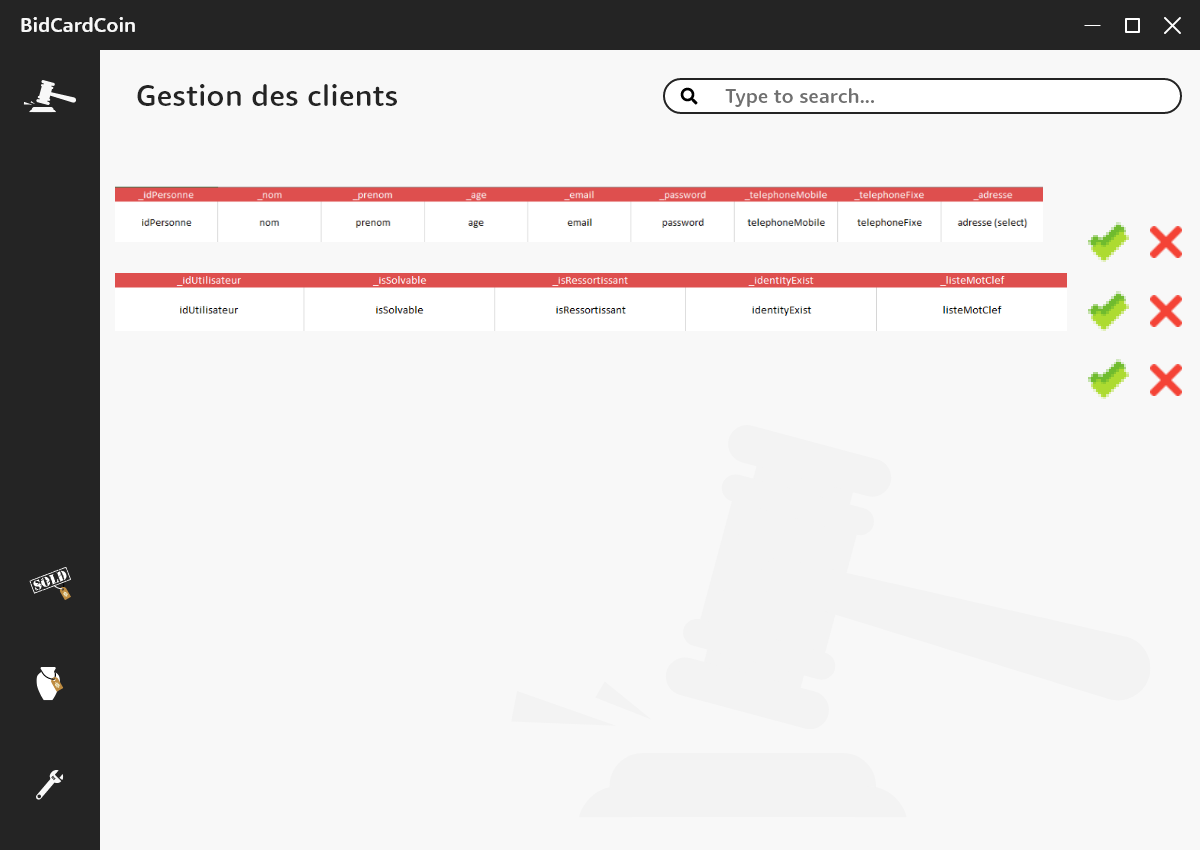 BidCardCoin
Gestion des clients
Type to search...
_idPersonne _nom _prenom _age _email _password _telephoneMobile _telephoneFixe _adresse
idPersonne nom prenom age email password telephoneMobile telephoneFixe adresse (select)
_idUtilisateur _isSolvable _isRessortissant _identityExist _listeMotClef
idUtilisateur isSolvable isRessortissant identityExist listeMotClef
SOLD